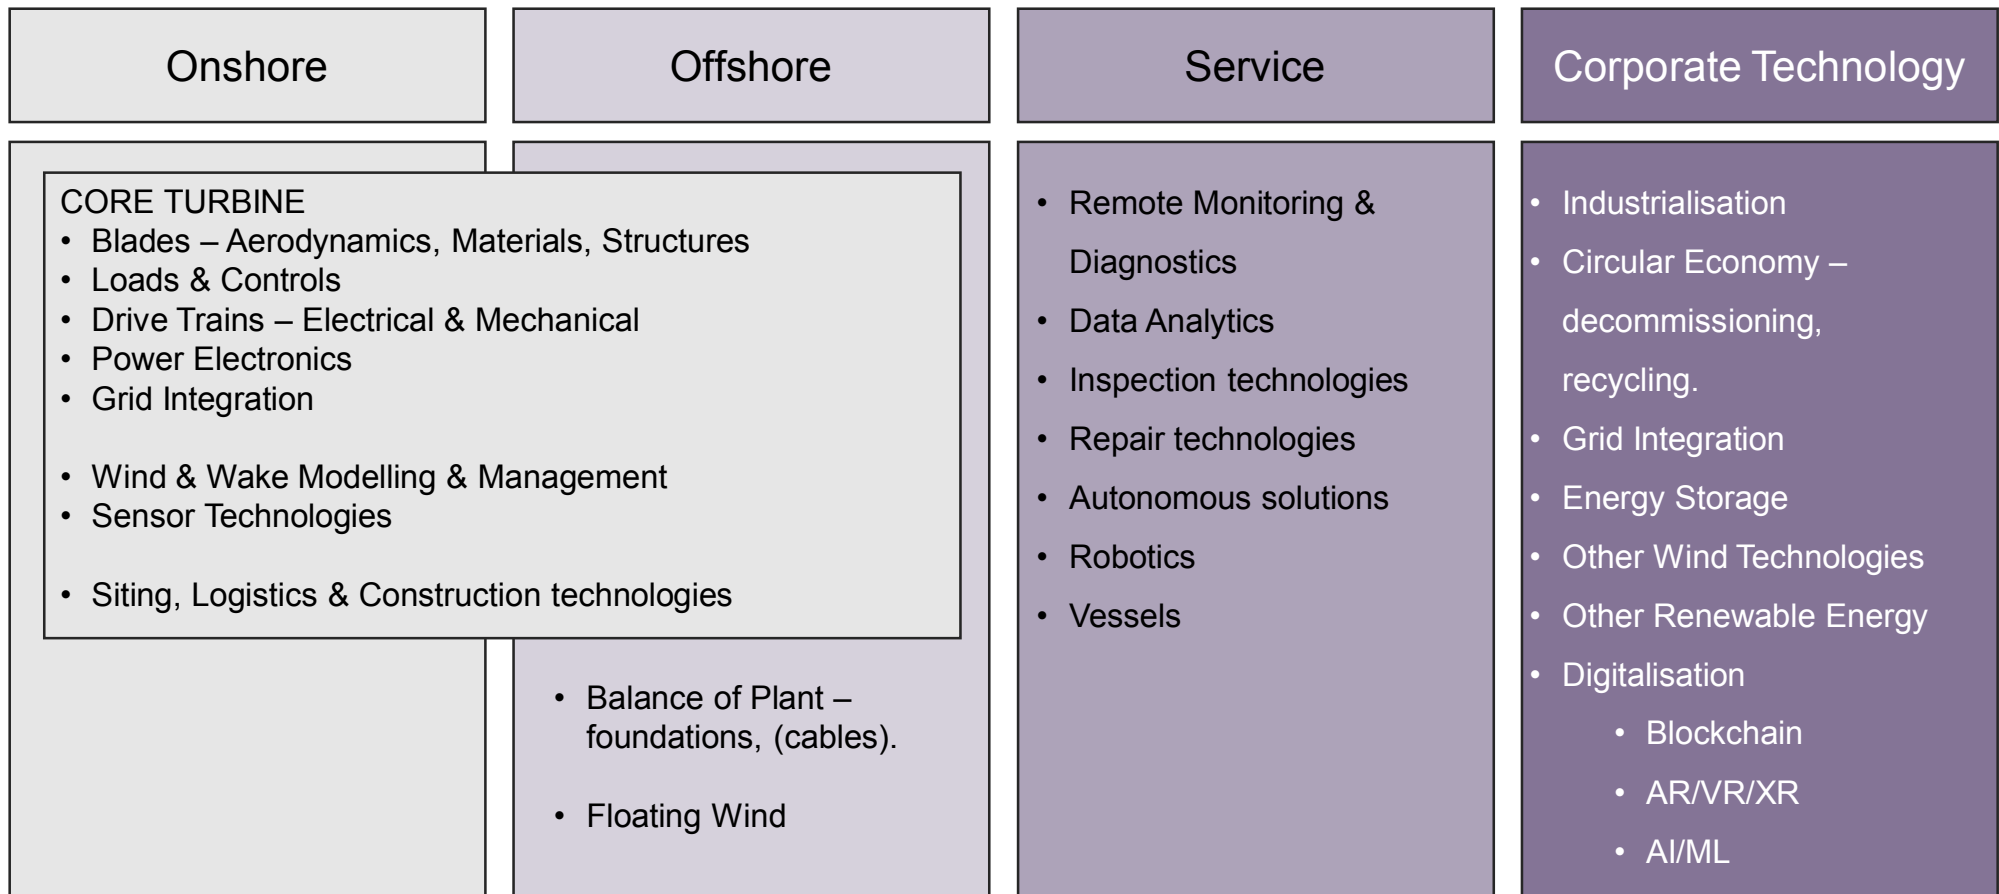 Onshore
Offshore
Service
Corporate Technology
CORE TURBINE
• Blades – Aerodynamics, Materials, Structures
• Loads & Controls
• Drive Trains – Electrical & Mechanical
• Power Electronics
• Grid Integration
• Wind & Wake Modelling & Management
• Sensor Technologies
• Siting, Logistics & Construction technologies
• Balance of Plant –
foundations, (cables).
• Floating Wind
• Remote Monitoring &
Diagnostics
• Data Analytics
• Inspection technologies
• Repair technologies
• Autonomous solutions
• Robotics
• Vessels
• Industrialisation
• Circular Economy –
decommissioning,
recycling.
• Grid Integration
• Energy Storage
• Other Wind Technologies
• Other Renewable Energy
• Digitalisation
• Blockchain
• AR/VR/XR
• AI/ML